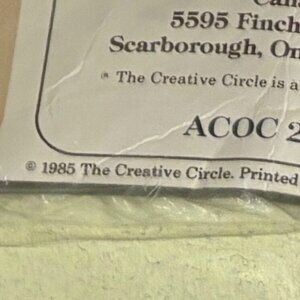 5595 Finch
Scarborough, On
® The Creative Circle is a
ACOC 2
© 1985 The Creative Circle. Printed